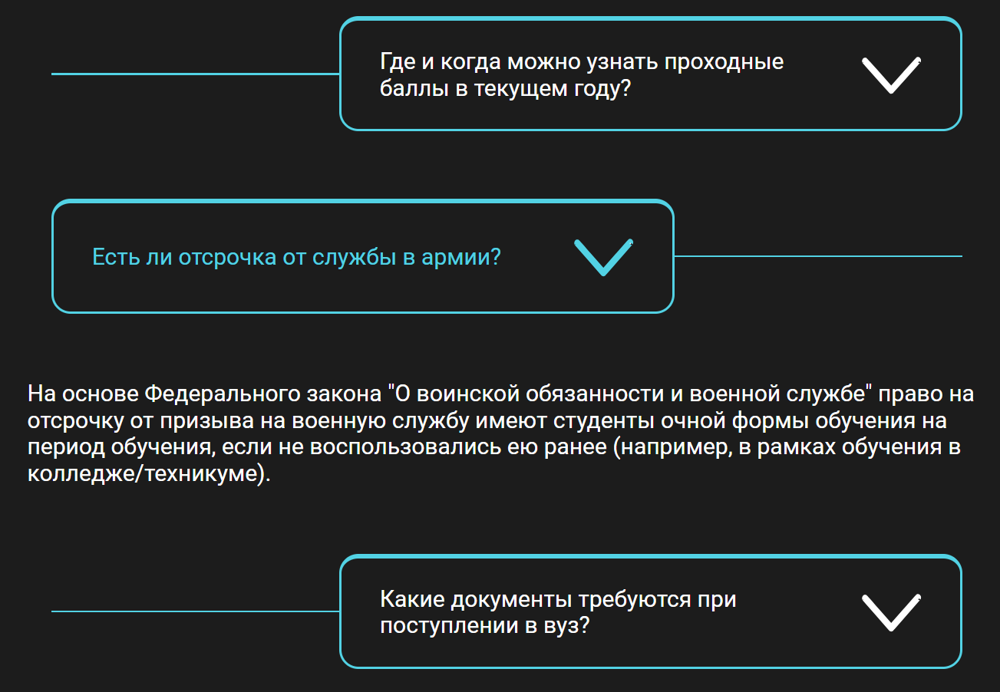 Где и когда можно узнать проходные
баллы в текущем году?
Есть ли отсрочка от службы в армии?
На основе Федерального закона "О воинской обязанности и военной службе" право на
отсрочку от призыва на военную службу имеют студенты очной формы обучения на
период обучения, если не воспользовались ею ранее (например, в рамках обучения в
колледже/техникуме).
Какие документы требуются при
поступлении в вуз?